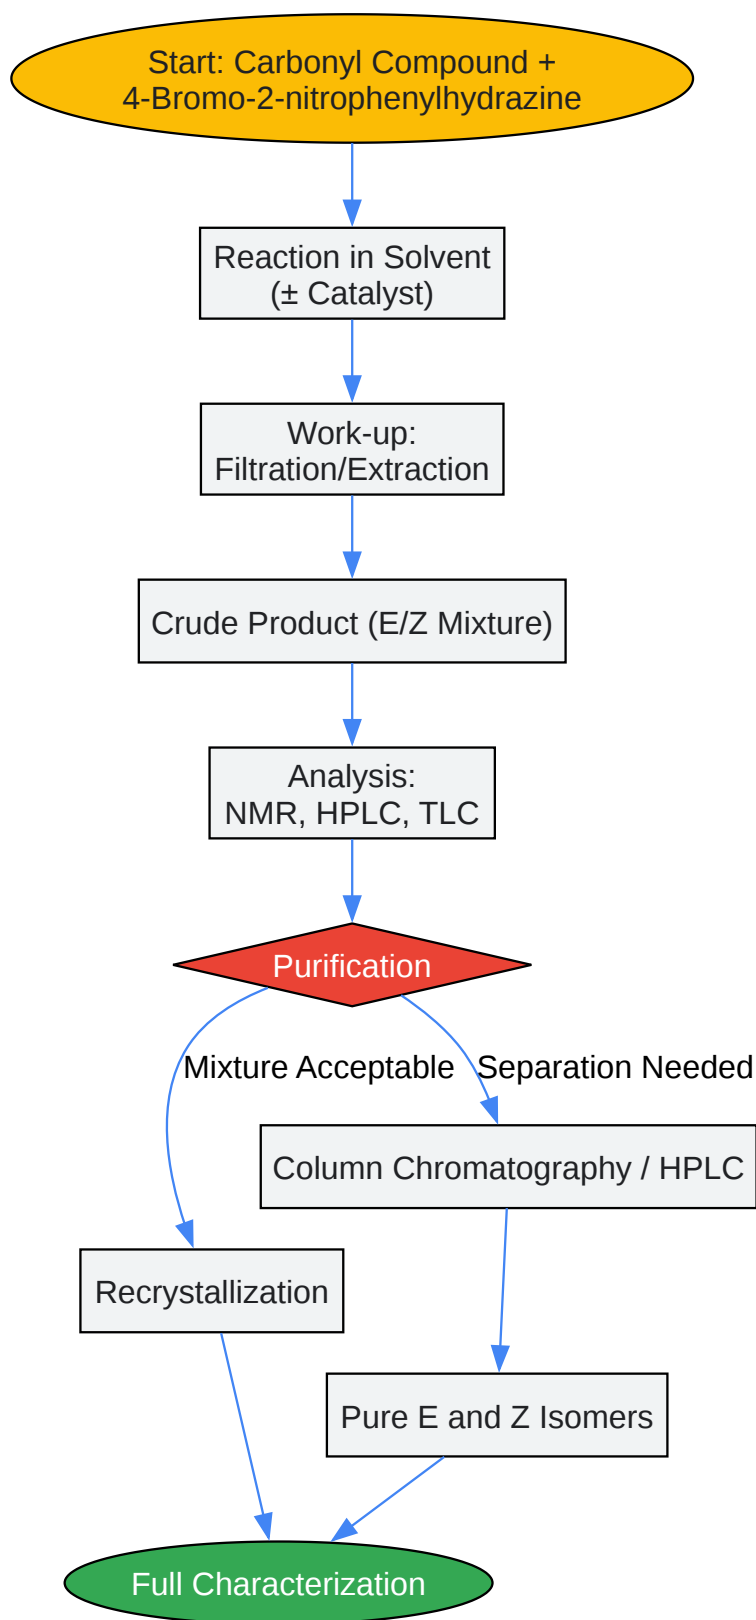 Start: Carbonyl Compound +
4-Bromo-2-nitrophenylhydrazine
Reaction in Solvent
(± Catalyst)
Work-up:
Filtration/Extraction
Crude Product (E/Z Mixture)
Analysis:
NMR, HPLC, TLC
Purification
Mixture Acceptable
Separation Needed
Column Chromatography / HPLC
Recrystallization
Pure E and Z Isomers
Full Characterization